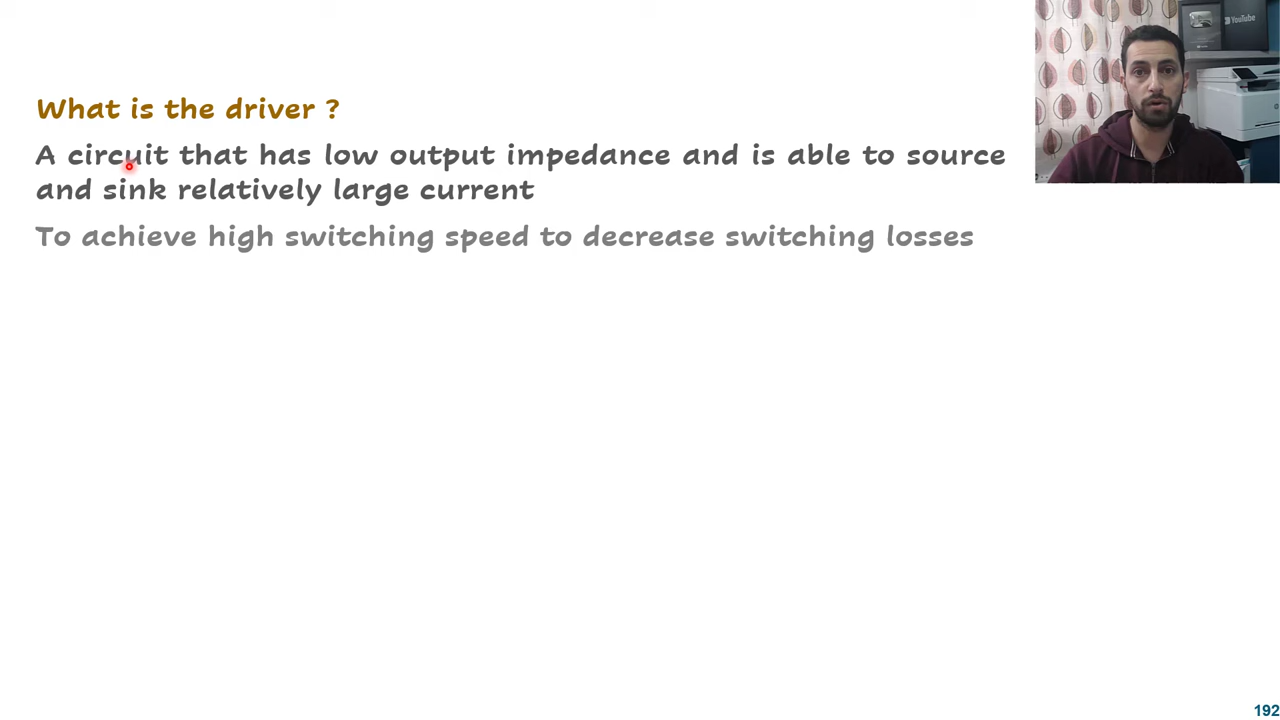 What is the driver ?
A circuit that has low output impedance and is able to source
and sink relatively large current
To achieve high switching speed to decrease switching losses
YouTube
192